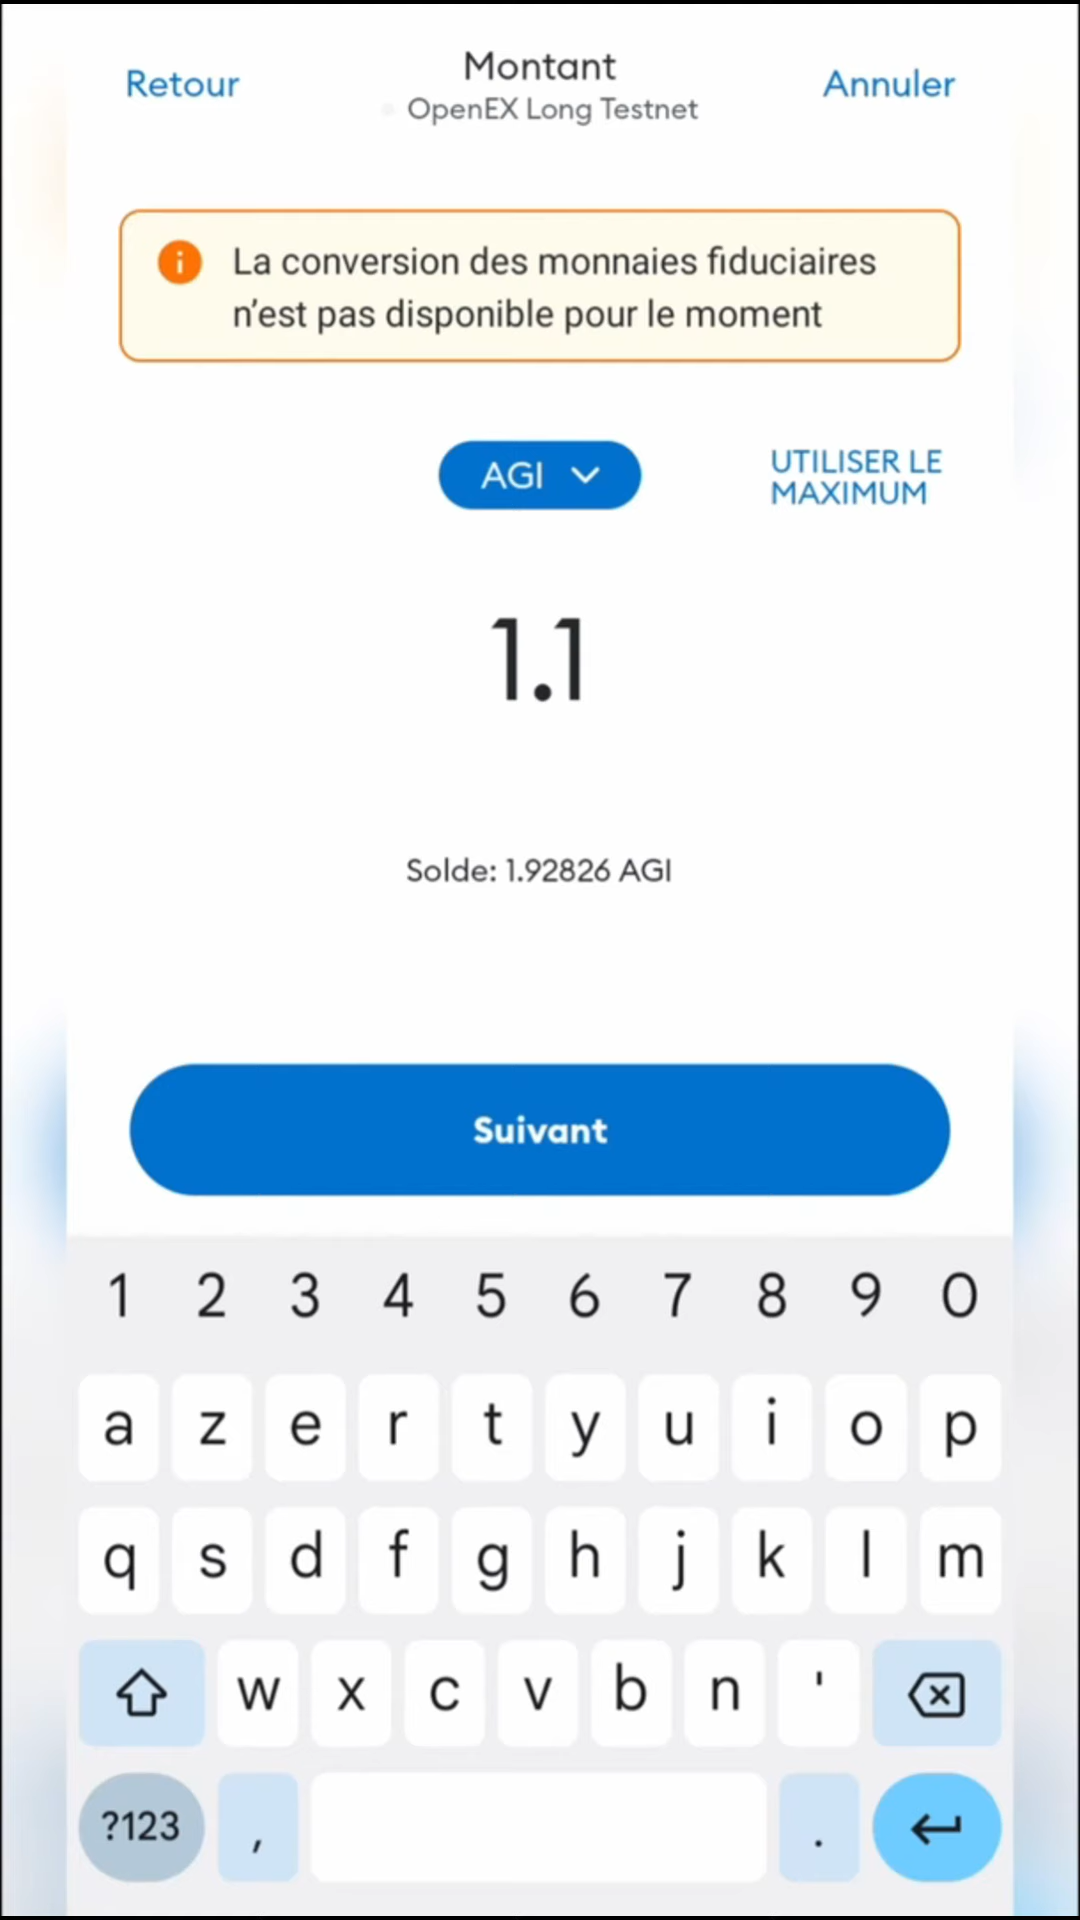 Retour
Montant
Annuler
OpenEX Long Testnet
La conversion des monnaies fiduciaires
n’est pas disponible pour le moment
AGI
UTILISER LE
MAXIMUM
1.1
Solde: 1.92826 AGI
Suivant
1 2 3 4 5 6 7 8 9 0
a z e r t y u i o p
q s d f g h j k l m
w x c v b n '
?123 , .